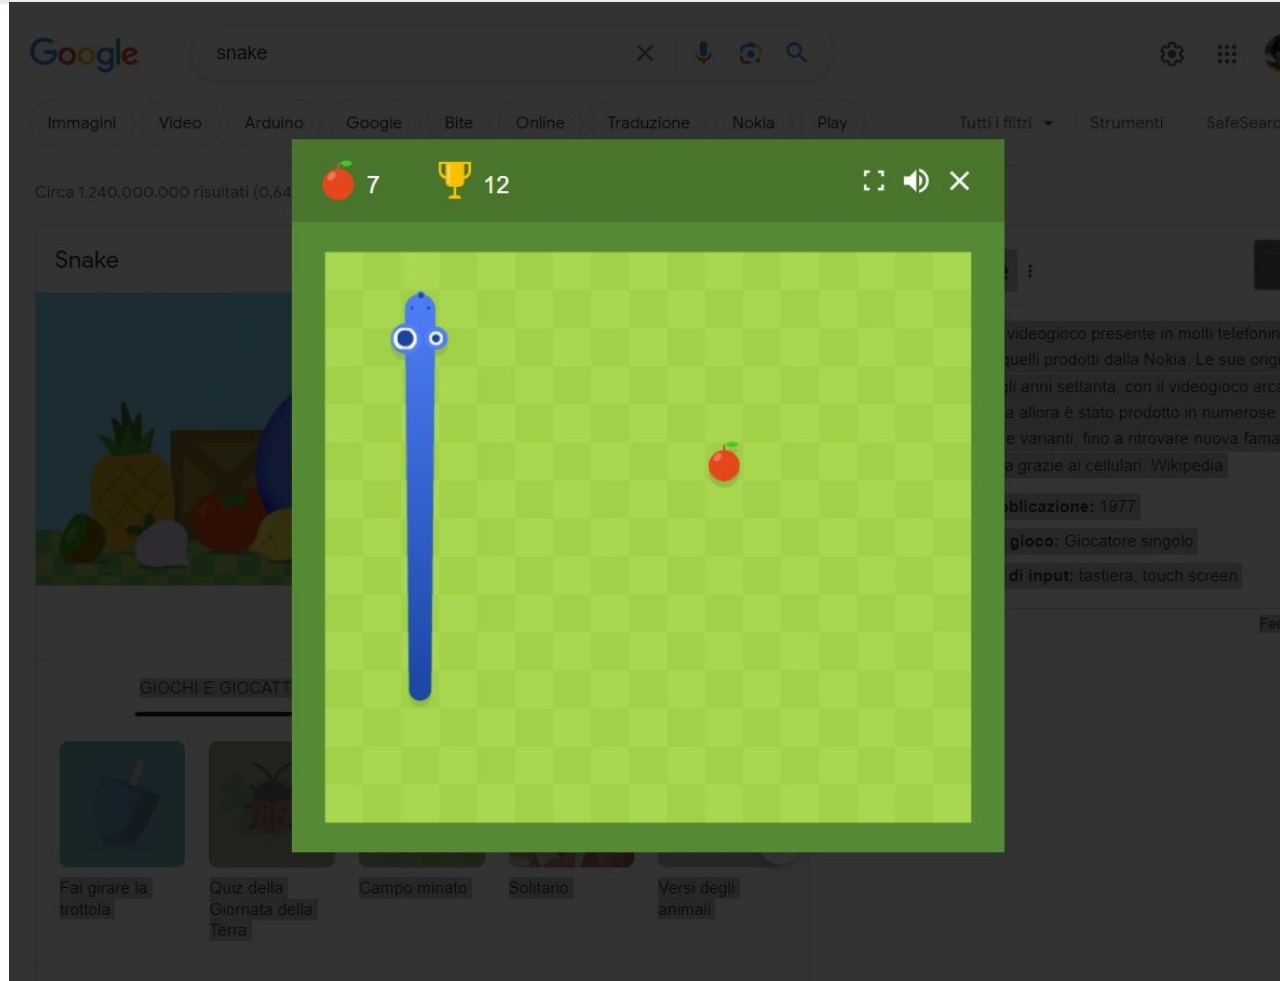 Google
snake
Immagini Video Arduino Google Bite Online Traduzione Nokia Play Tutti i filtri Strumenti SafeSearc
Circa 1.240.000.000 risultati (0,64
7 12
Snake
videogioco presente in molti telefonin
quelli prodotti dalla Nokia. Le sue orig
gli anni settanta, con il videogioco arca
a allora è stato prodotto in numerose
e varianti, fino a ritrovare nuova fama
a grazie ai cellulari. Wikipedia
bblicazione: 1977
gioco: Giocatore singolo
di input: tastiera, touch screen
Fee
GIOCHI E GIOCATT
Fai girare la trottola
Quiz della Giornata della Terra
Campo minato
Solitario
Versi degli animali